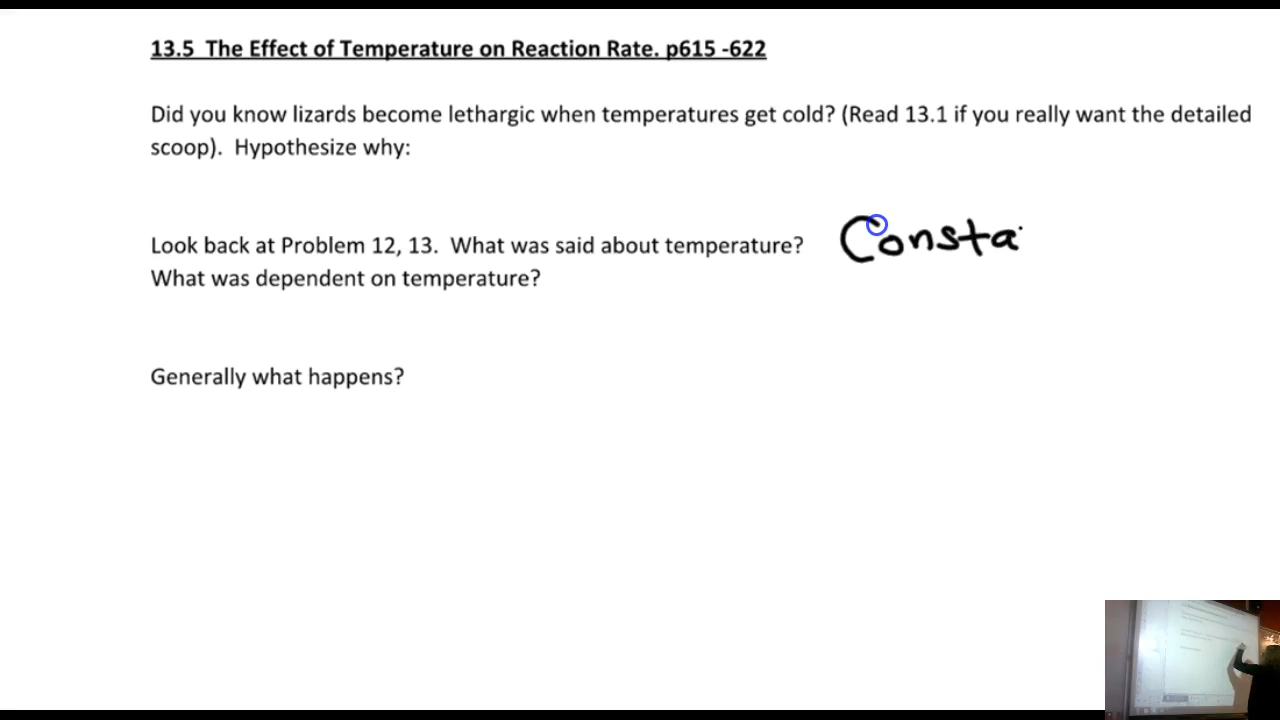 13.5 The Effect of Temperature on Reaction Rate. p615 -622
Did you know lizards become lethargic when temperatures get cold? (Read 13.1 if you really want the detailed
scoop). Hypothesize why:
Look back at Problem 12, 13. What was said about temperature? Consta
What was dependent on temperature?
Generally what happens?